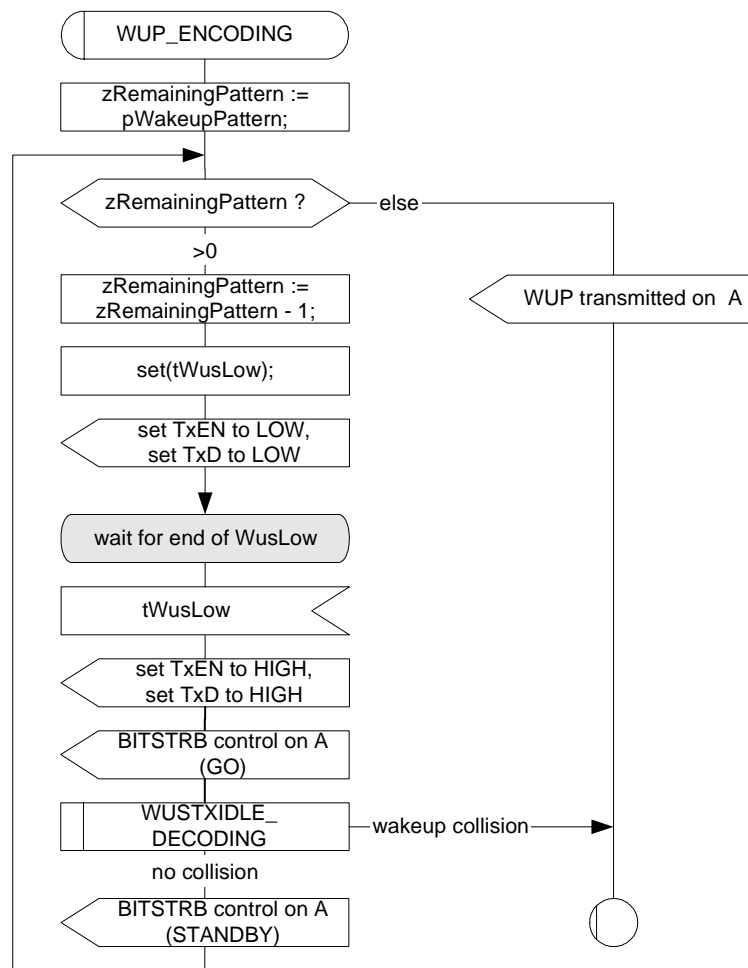 WUP_ENCODING
zRemainingPattern :=
pWakeupPattern;
zRemainingPattern ?
else
>0
zRemainingPattern :=
zRemainingPattern - 1;
WUP transmitted on A
set(tWusLow);
set TxEN to LOW,
set TxD to LOW
wait for end of WusLow
tWusLow
set TxEN to HIGH,
set TxD to HIGH
BITSTRB control on A
(GO)
WUSTXIDLE_
DECODING
wakeup collision
no collision
BITSTRB control on A
(STANDBY)